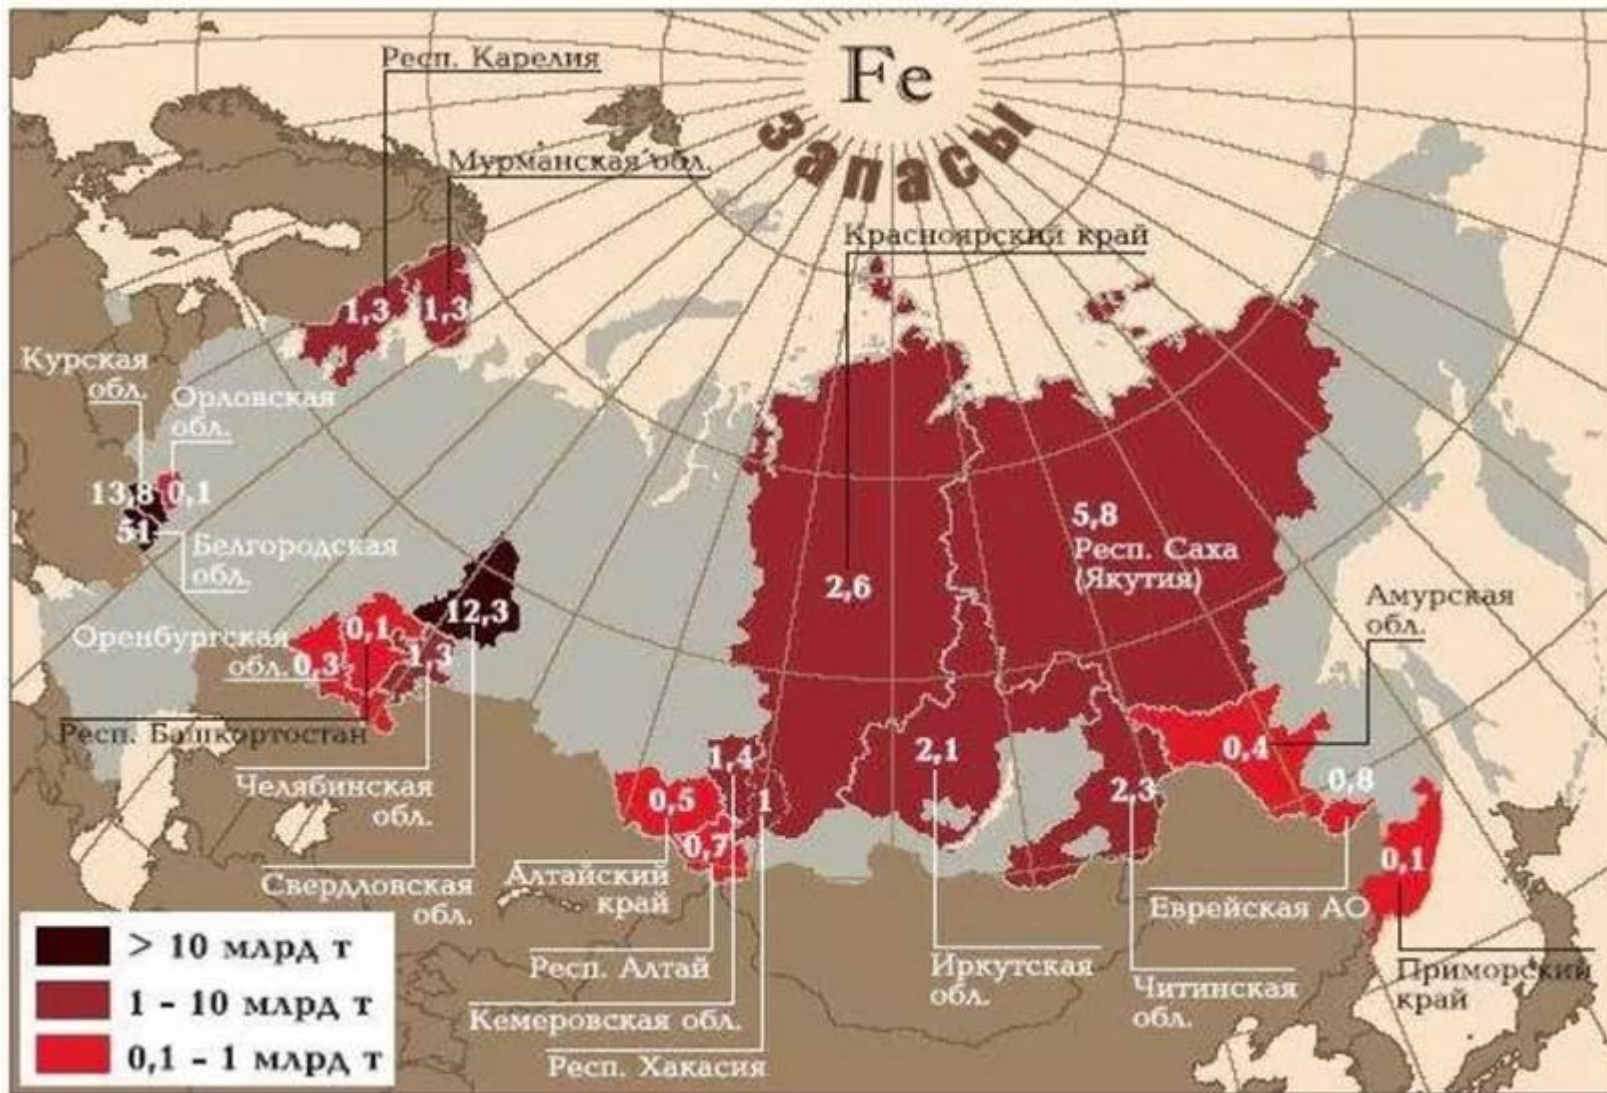 Fe
запасы
Респ. Карелия
Мурманская обл.
Красноярский край
1,3
1,3
Курская
обл.
Орловская
обл.
13,8
0,1
51
Белгородская
обл.
5,8
Респ. Саха
(Якутия)
2,6
Амурская
обл.
12,3
Оренбургская
обл.
0,1
0,3
1,3
Респ. Башкортостан
Челябинская
обл.
Свердловская
обл.
1,4
2,1
0,4
0,8
0,5
1
2,3
0,7
0,1
Алтайский
край
Еврейская АО
Респ. Алтай
Иркутская
обл.
Читинская
обл.
Приморский
край
Кемеровская обл.
Респ. Хакасия
> 10 млрд т
1 - 10 млрд т
0,1 - 1 млрд т